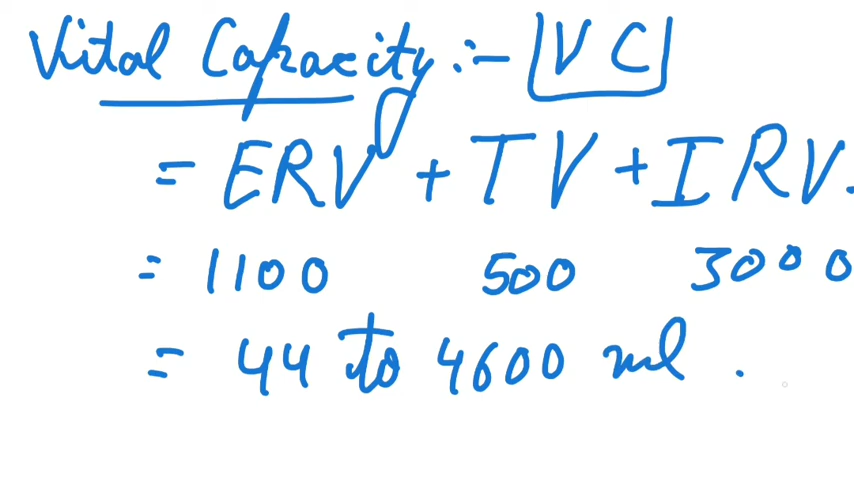 Vital Capacity :- VC
= ERV + TV + IRV.
= 1100 500 3000
= 44 to 4600 ml .